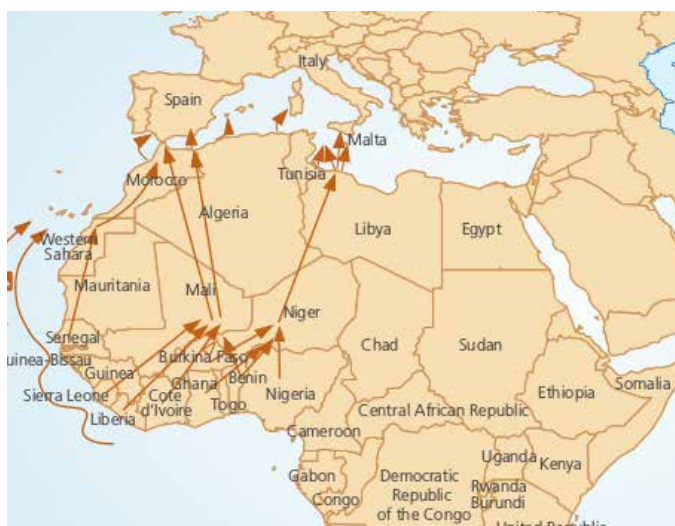 Italy
Spain
Malta
Tunisia
Morocco
Algeria
Libya
Egypt
Western
Sahara
Mauritania
Mali
Niger
Chad
Sudan
Senegal
uinea-Bissau
Guinea
Burkina Faso
Sierra Leone
Liberia
Cote
d'Ivoire
Ghana
Togo
Benin
Nigeria
Central African Republic
Ethiopia
Somalia
Cameroon
Gabon
Congo
Democratic
Republic
of the Congo
Uganda
Kenya
Rwanda
Burundi
United Republic